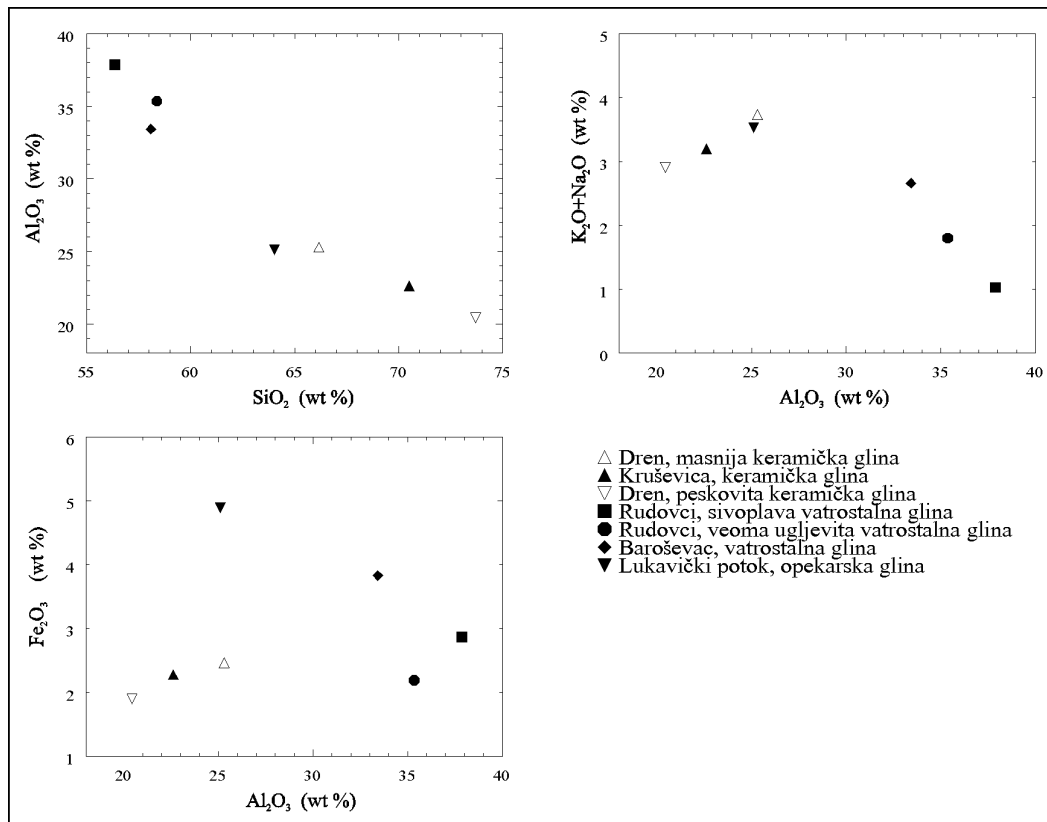 40
35
30
25
20
Al₂O₃ (wt %)
55 60 65 70 75
SiO₂ (wt %)
5
4
3
2
1
0
K₂O+Na₂O (wt %)
20 25 30 35 40
Al₂O₃ (wt %)
6
5
4
3
2
1
Fe₂O₃ (wt %)
20 25 30 35 40
Al₂O₃ (wt %)
Dren, masnija keramička glina
Kruševica, keramička glina
Dren, peskovita keramička glina
Rudovci, sivoplava vatrostalna glina
Rudovci, veoma ugljevita vatrostalna glina
Baroševac, vatrostalna glina
Lukavički potok, opekarska glina